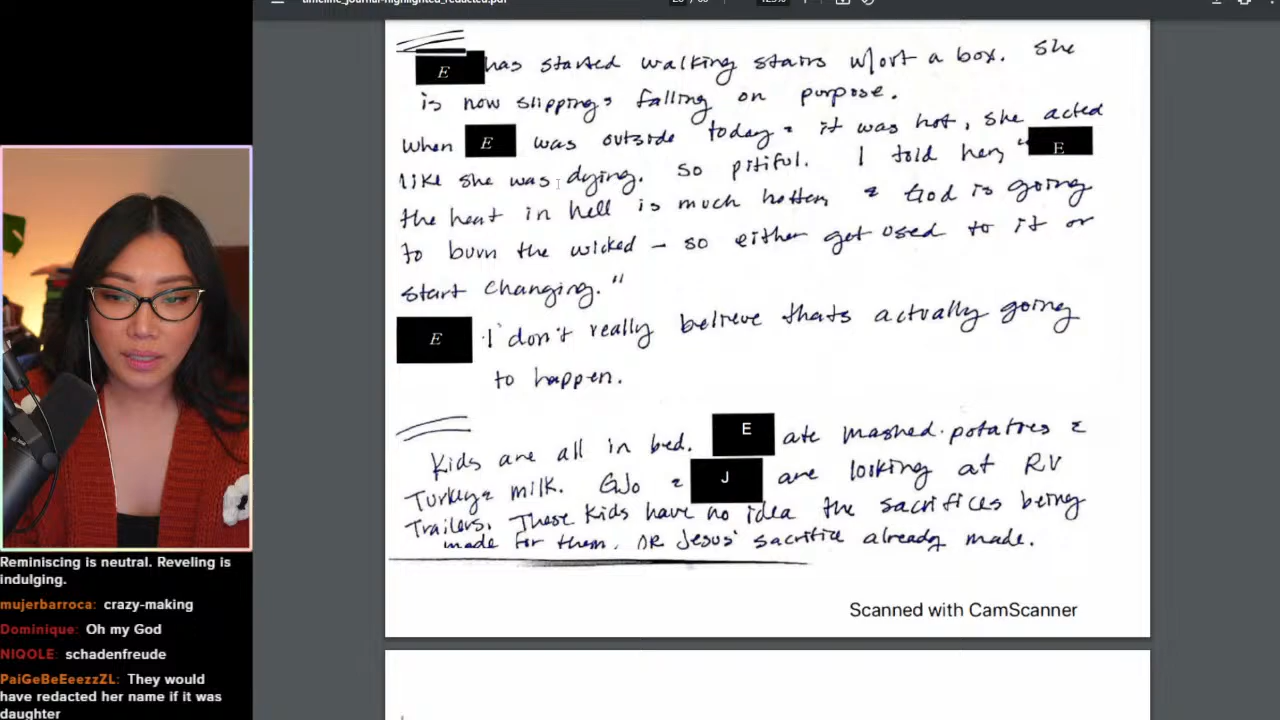 timeline_journal-highlighted_redacted.pdf
E has started walking stairs w/out a box. She
is now slipping & falling on purpose.
When E was outside today & it was hot, she acted
like she was dying. so pitiful. I told her, "E
the heat in hell is much hotter, & God is going
to burn the wicked – so either get used to it or
start changing."
E "I don't really believe thats actually going
to happen.
Kids are all in bed. E ate mashed potatoes &
Turkey & milk. GJo & J are looking at RV
Trailers. These kids have no idea the sacrifices being
made for them. OR Jesus' sacrifice already made.
Scanned with CamScanner
Reminiscing is neutral. Reveling is
indulging.
mujerbarroca: crazy-making
Dominique: Oh my God
NIQOLE: schadenfreude
PaiGeBeEeezzZL: They would
have redacted her name if it was
daughter